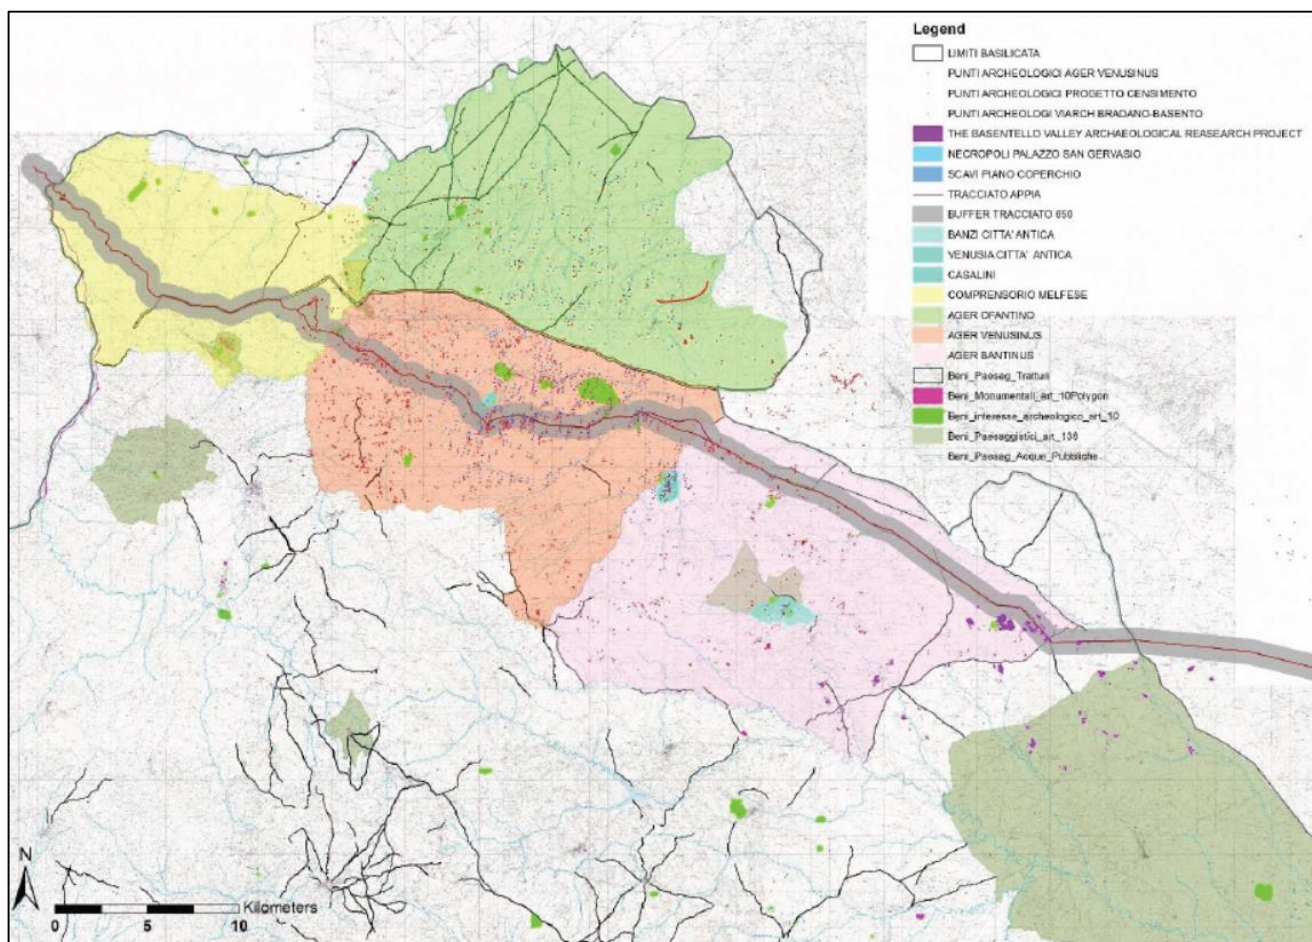 Legend
LIMITI BASILICATA
PUNTI ARCHEOLOGICI AGER VENUSINUS
PUNTI ARCHEOLOGICI PROGETTO CENSIMENTO
PUNTI ARCHEOLOGI VIARCH BRADANO-BASENTO
THE BASENTELLO VALLEY ARCHAEOLOGICAL REASEARCH PROJECT
NECROPOLI PALAZZO SAN GERVASIO
SCAVI PIANO COPERCHIO
TRACCIATO APPIA
BUFFER TRACCIATO 650
BANZI CITTA' ANTICA
VENUSIA CITTA' ANTICA
CASALINI
COMPRENSORIO MELFESE
AGER OFANTINO
AGER VENUSINUS
AGER BANTINUS
Beni_Paesag_Tratturi
Beni_Monumentali_art_10Polygon
Beni_interesse_archeologico_art_10
Beni_Paesaggistici_art_136
Beni_Paesag_Acque_Pubbliche
N
Kilometers
0 5 10